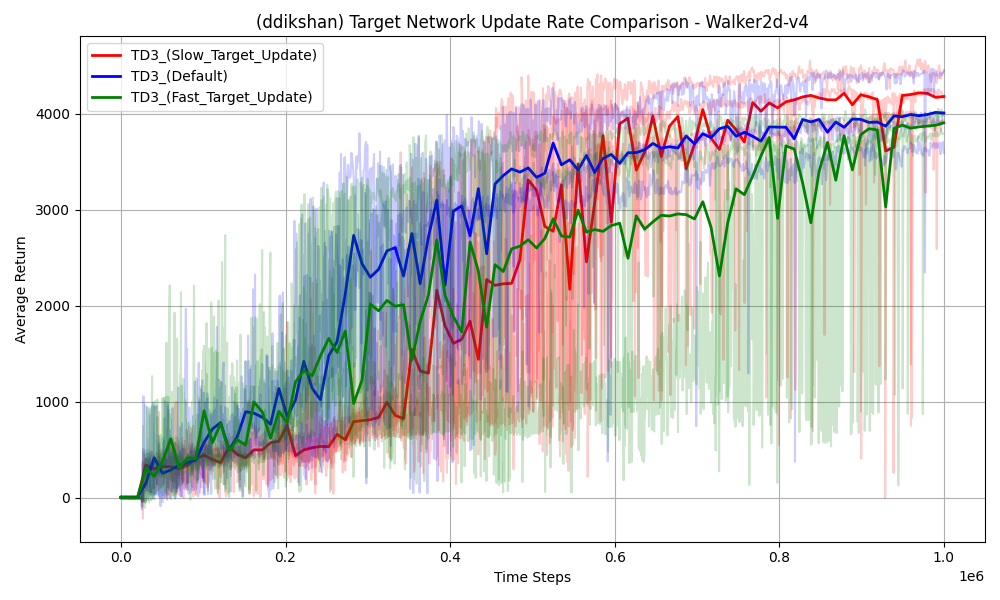 (ddikshan) Target Network Update Rate Comparison - Walker2d-v4
TD3_(Slow_Target_Update)
TD3_(Default)
TD3_(Fast_Target_Update)
Average Return
4000
3000
2000
1000
0
0.0
0.2
0.4
0.6
0.8
1.0
1e6
Time Steps